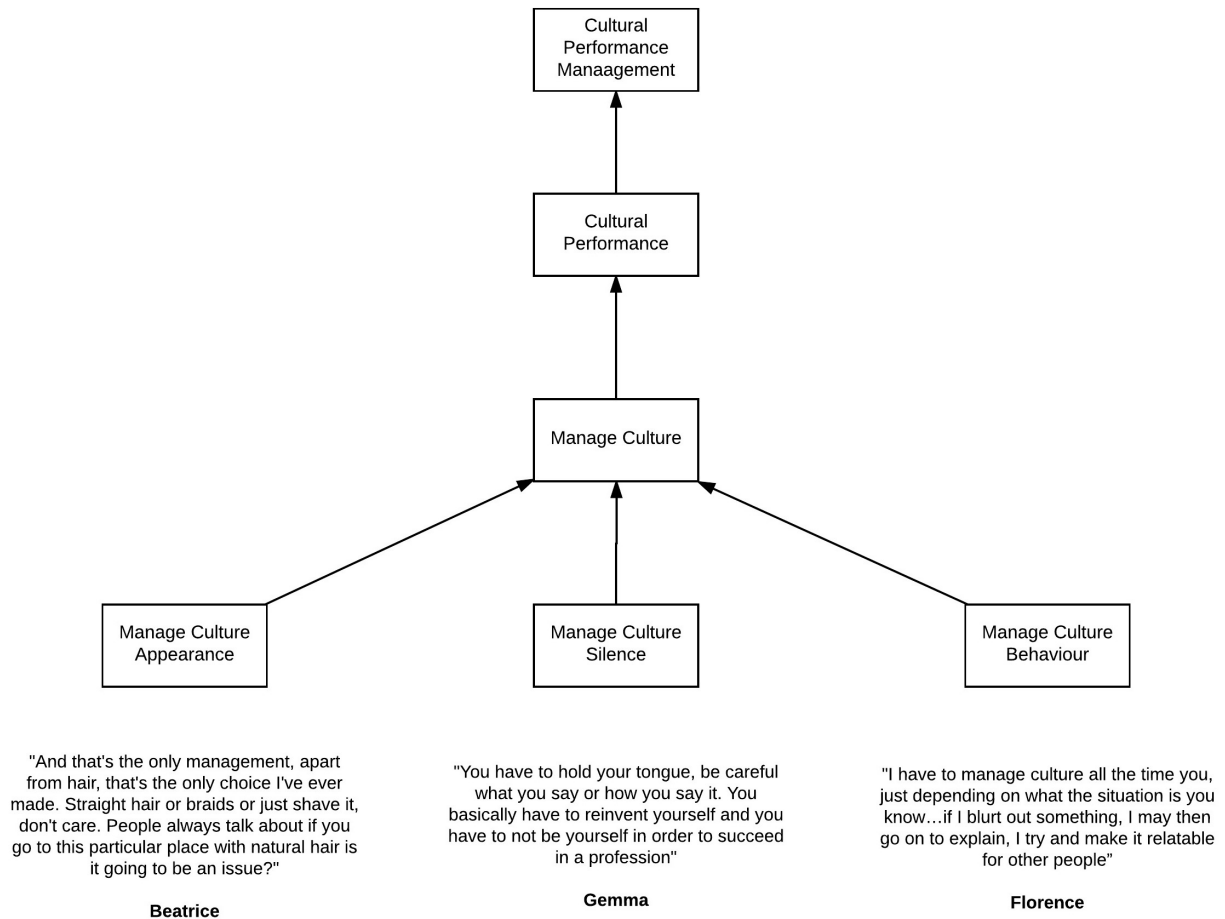 Cultural
Performance
Manaagement
Cultural
Performance
Manage Culture
Manage Culture
Appearance
Manage Culture
Silence
Manage Culture
Behaviour
"And that's the only management, apart
from hair, that's the only choice I've ever
made. Straight hair or braids or just shave it,
don't care. People always talk about if you
go to this particular place with natural hair is
it going to be an issue?"
Beatrice
"You have to hold your tongue, be careful
what you say or how you say it. You
basically have to reinvent yourself and you
have to not be yourself in order to succeed
in a profession"
Gemma
"I have to manage culture all the time you,
just depending on what the situation is you
know…if I blurt out something, I may then
go on to explain, I try and make it relatable
for other people”
Florence